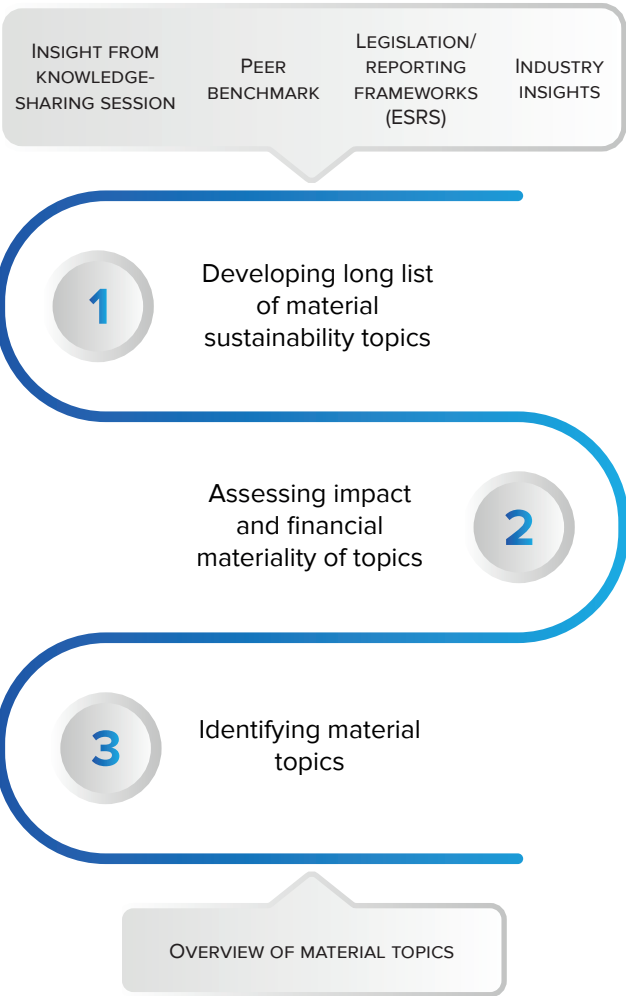 INSIGHT FROM
KNOWLEDGE-
SHARING SESSION
PEER
BENCHMARK
LEGISLATION/
REPORTING
FRAMEWORKS
(ESRS)
INDUSTRY
INSIGHTS
1
Developing long list
of material
sustainability topics
Assessing impact
and financial
materiality of topics
2
3
Identifying material
topics
OVERVIEW OF MATERIAL TOPICS